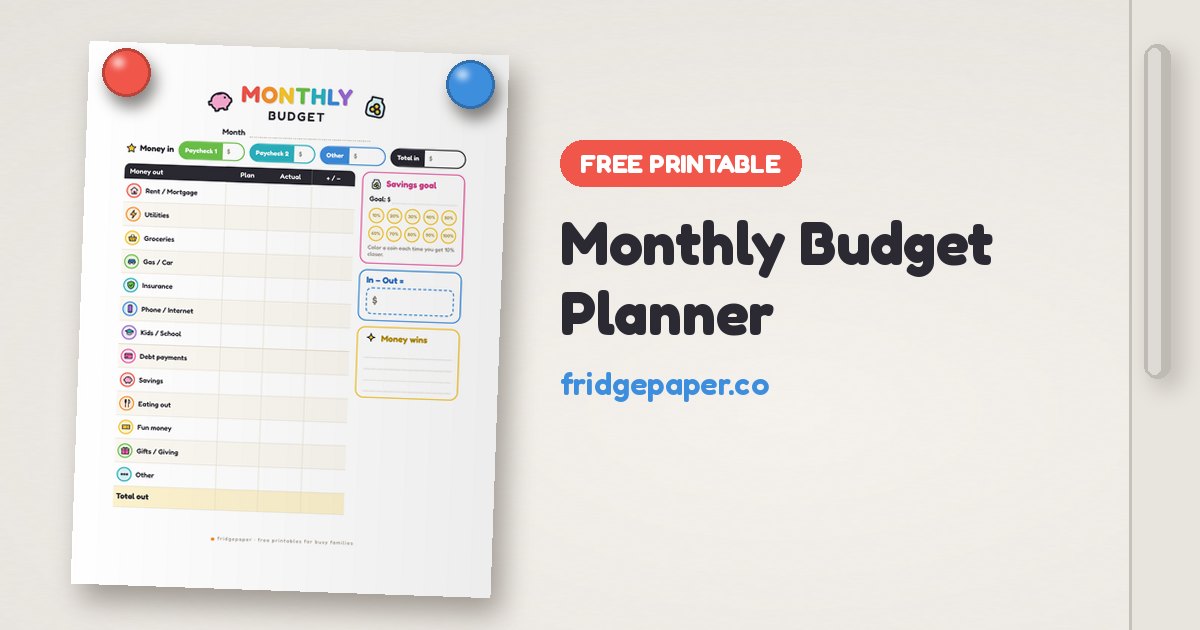 MONTHLY
BUDGET
Month
Money in Paycheck 1 $ Paycheck 2 $ Other $ Total in $
Money out Plan Actual + / −
Rent / Mortgage
Utilities
Groceries
Gas / Car
Insurance
Phone / Internet
Kids / School
Debt payments
Savings
Eating out
Fun money
Gifts / Giving
Other
Total out
Savings goal
Goal: $
10% 20% 30% 40% 50%
60% 70% 80% 90% 100%
Color a coin each time you get 10%
closer.
In − Out =
$
Money wins
fridgepaper · free printables for busy families
FREE PRINTABLE
Monthly Budget
Planner
fridgepaper.co